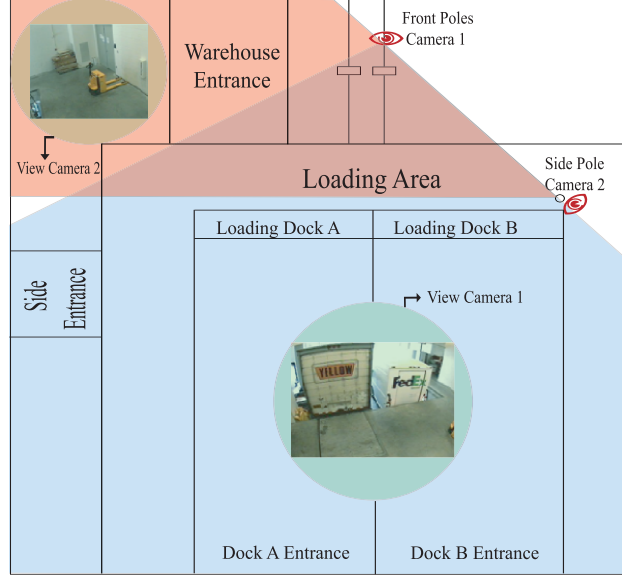 Front Poles
Camera 1
Warehouse
Entrance
View Camera 2
Side Pole
Camera 2
Loading Area
Loading Dock A
Loading Dock B
Side
Entrance
View Camera 1
YILLOW
FedEx
Dock A Entrance
Dock B Entrance